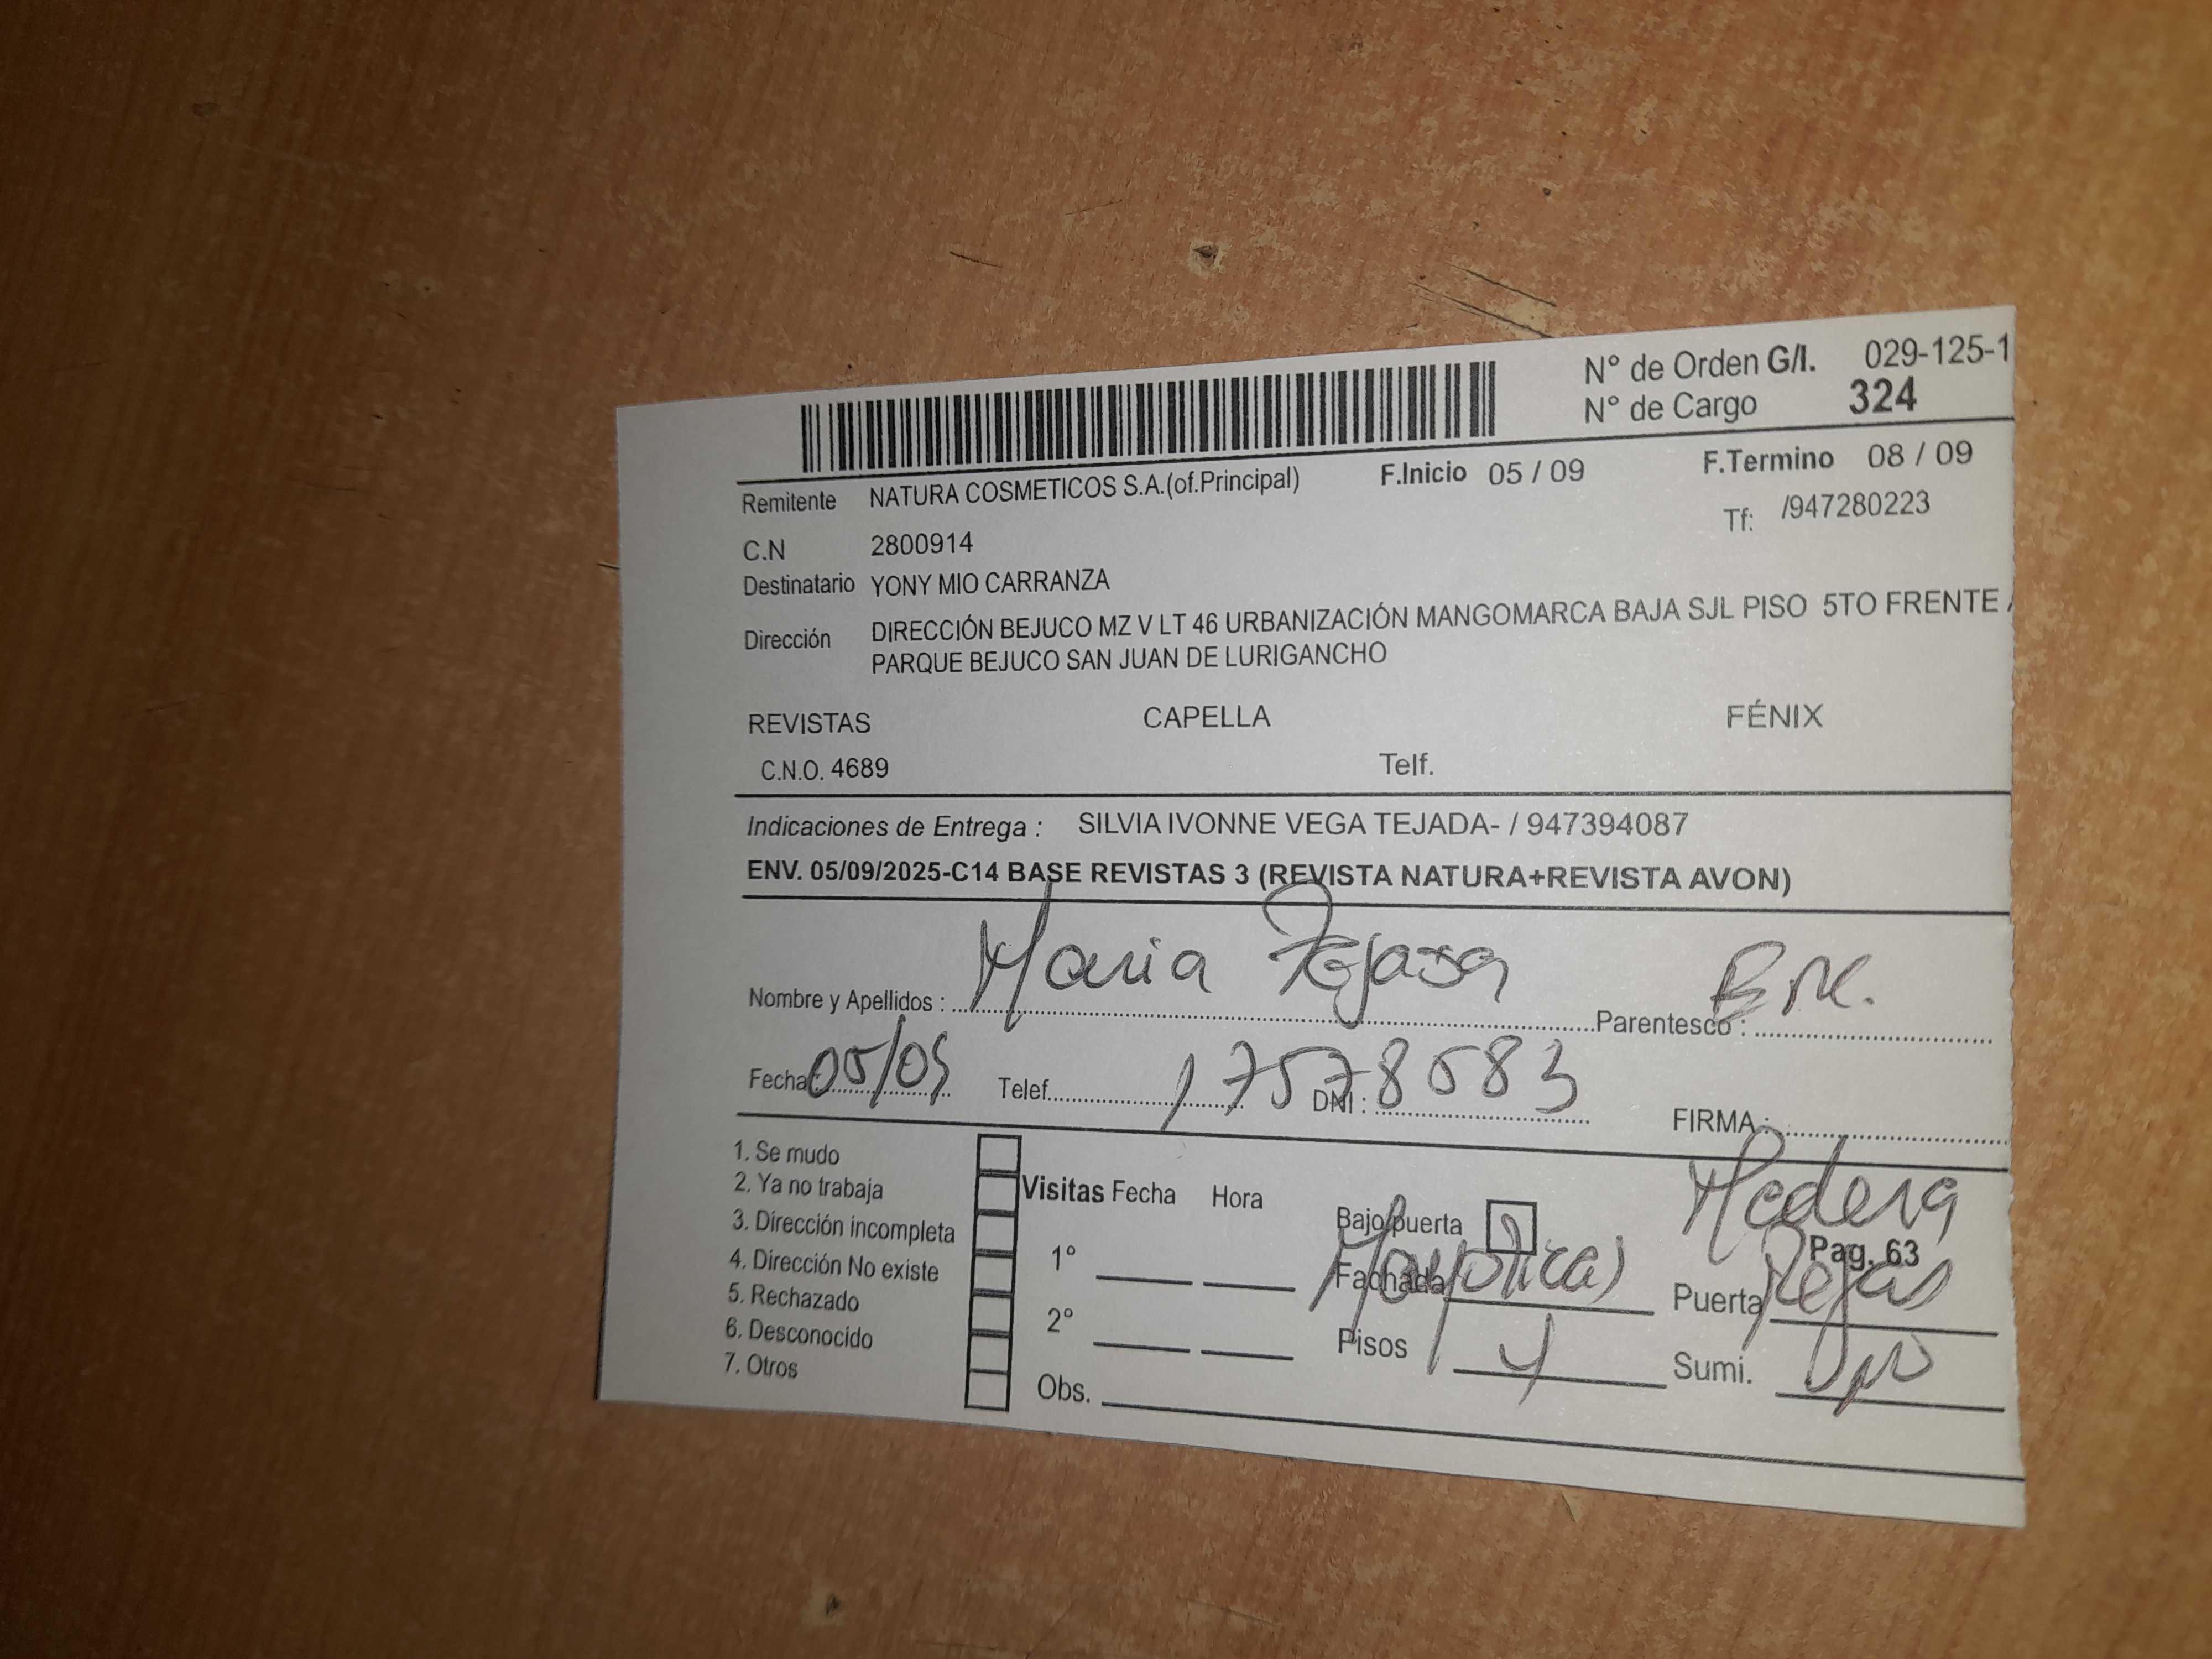 N° de Orden G/I. 029-125-1
N° de Cargo 324
Remitente NATURA COSMETICOS S.A.(of.Principal) F.Inicio 05 / 09 F.Termino 08 / 09
C.N 2800914 Tf: /947280223
Destinatario YONY MIO CARRANZA
Dirección DIRECCIÓN BEJUCO MZ V LT 46 URBANIZACIÓN MANGOMARCA BAJA SJL PISO 5TO FRENTE
PARQUE BEJUCO SAN JUAN DE LURIGANCHO
REVISTAS CAPELLA FÉNIX
C.N.O. 4689 Telf.
Indicaciones de Entrega : SILVIA IVONNE VEGA TEJADA- / 947394087
ENV. 05/09/2025-C14 BASE REVISTAS 3 (REVISTA NATURA+REVISTA AVON)
Nombre y Apellidos : Maria Parentesco :
Fecha : 05/09 Telef. DNI : 17578583 FIRMA :
1. Se mudo
2. Ya no trabaja
3. Dirección incompleta
4. Dirección No existe
5. Rechazado
6. Desconocido
7. Otros
Visitas Fecha Hora
1°
2°
Obs.
Bajo puerta
Fachada Mayolicas
Pisos 4
Madera
Pag. 63
Puerta Rejas
Sumi.